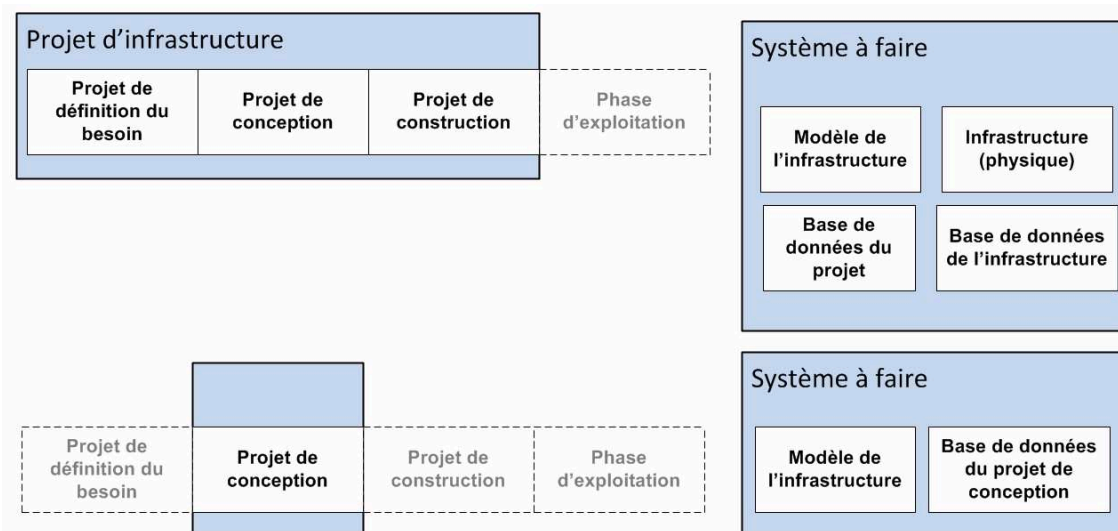 Projet d’infrastructure
Projet de
définition du
besoin
Projet de
conception
Projet de
construction
Phase
d’exploitation
Système à faire
Modèle de
l’infrastructure
Infrastructure
(physique)
Base de
données du
projet
Base de données
de l’infrastructure
Projet de
définition du
besoin
Projet de
conception
Projet de
construction
Phase
d’exploitation
Système à faire
Modèle de
l’infrastructure
Base de données
du projet de
conception